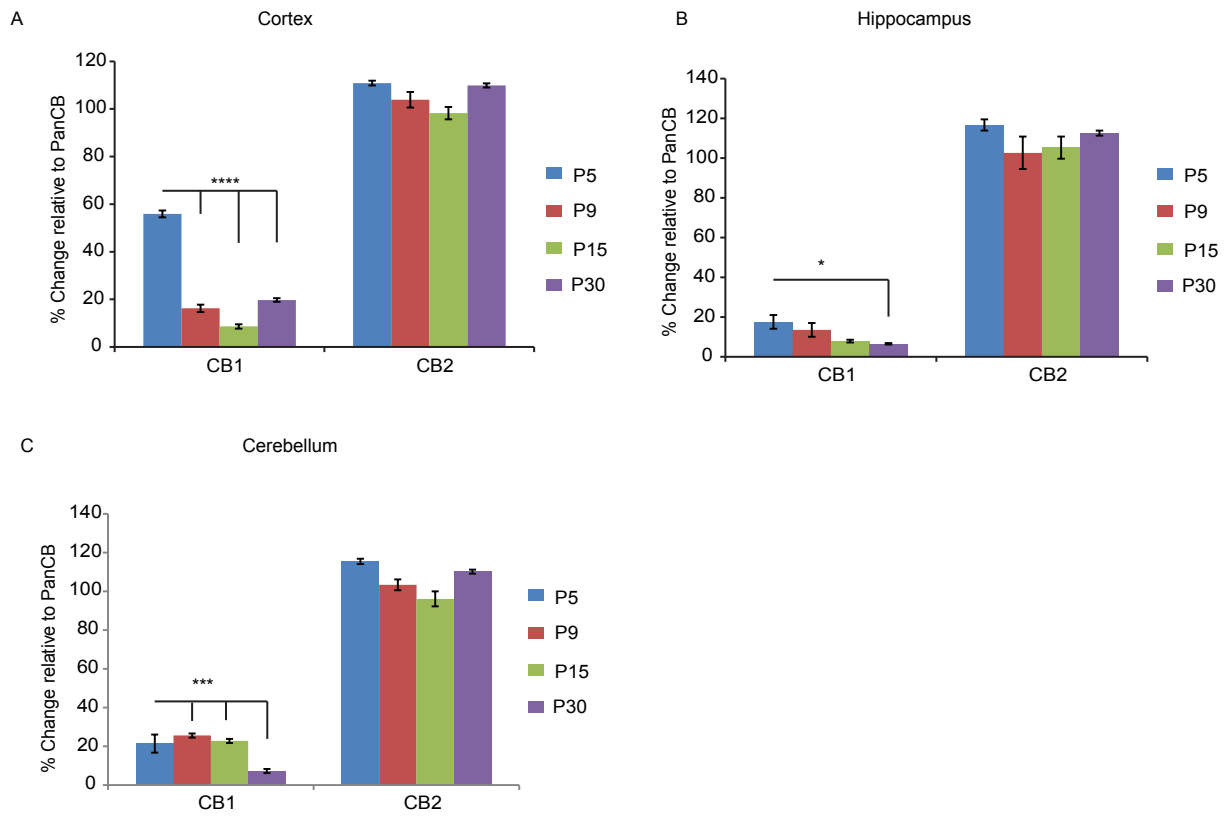 A
Cortex
% Change relative to PanCB
120
100
80
60
40
20
0
****
CB1
CB2
P5
P9
P15
P30
B
Hippocampus
% Change relative to PanCB
140
120
100
80
60
40
20
0
*
CB1
CB2
P5
P9
P15
P30
C
Cerebellum
% Change relative to PanCB
140
120
100
80
60
40
20
0
***
CB1
CB2
P5
P9
P15
P30